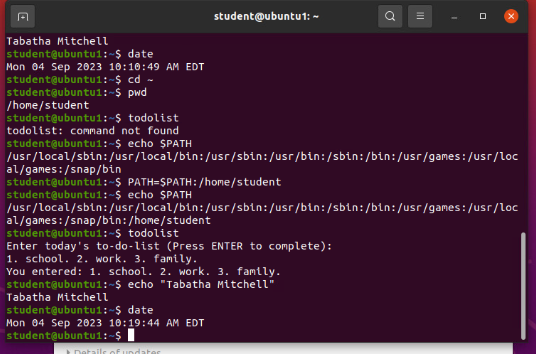 student@ubuntu1: ~
Tabatha Mitchell
student@ubuntu1:~$ date
Mon 04 Sep 2023 10:10:49 AM EDT
student@ubuntu1:~$ cd ~
student@ubuntu1:~$ pwd
/home/student
student@ubuntu1:~$ todolist
todolist: command not found
student@ubuntu1:~$ echo $PATH
/usr/local/sbin:/usr/local/bin:/usr/sbin:/usr/bin:/sbin:/bin:/usr/games:/usr/loc
al/games:/snap/bin
student@ubuntu1:~$ PATH=$PATH:/home/student
student@ubuntu1:~$ echo $PATH
/usr/local/sbin:/usr/local/bin:/usr/sbin:/usr/bin:/sbin:/bin:/usr/games:/usr/loc
al/games:/snap/bin:/home/student
student@ubuntu1:~$ todolist
Enter today's to-do-list (Press ENTER to complete):
1. school. 2. work. 3. family.
You entered: 1. school. 2. work. 3. family.
student@ubuntu1:~$ echo "Tabatha Mitchell"
Tabatha Mitchell
student@ubuntu1:~$ date
Mon 04 Sep 2023 10:19:44 AM EDT
student@ubuntu1:~$
Details of updates